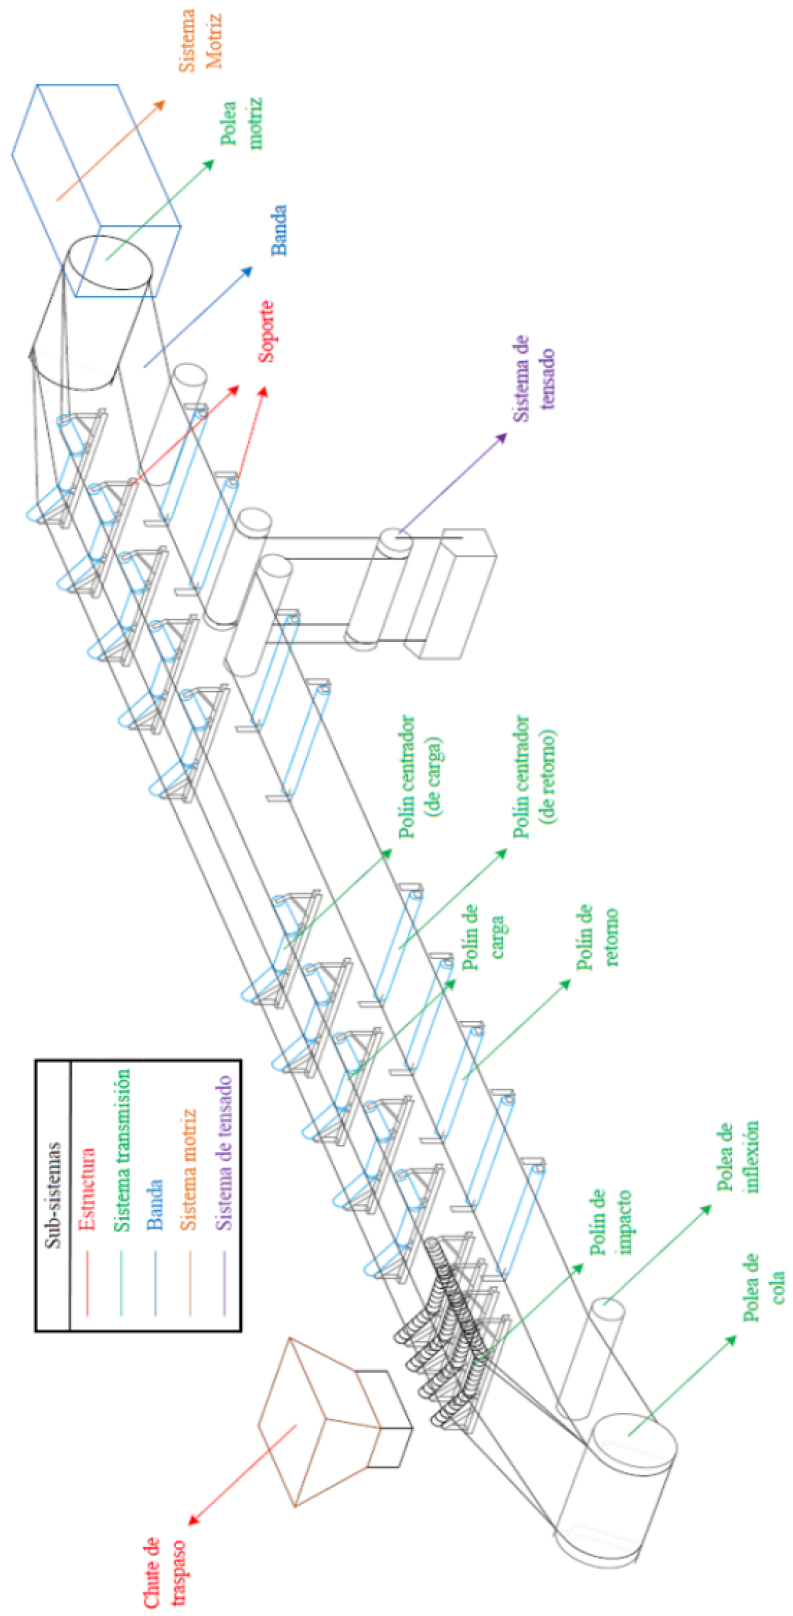 Sub-sistemas
Estructura
Sistema transmisión
Banda
Sistema motriz
Sistema de tensado
Chute de
traspaso
Polín centrador
(de carga)
Polín centrador
(de retorno)
Polín de
carga
Polín de
retorno
Polín de
impacto
Polea de
inflexión
Polea de
cola
Sistema de
tensado
Soporte
Banda
Polea
motriz
Sistema
Motriz